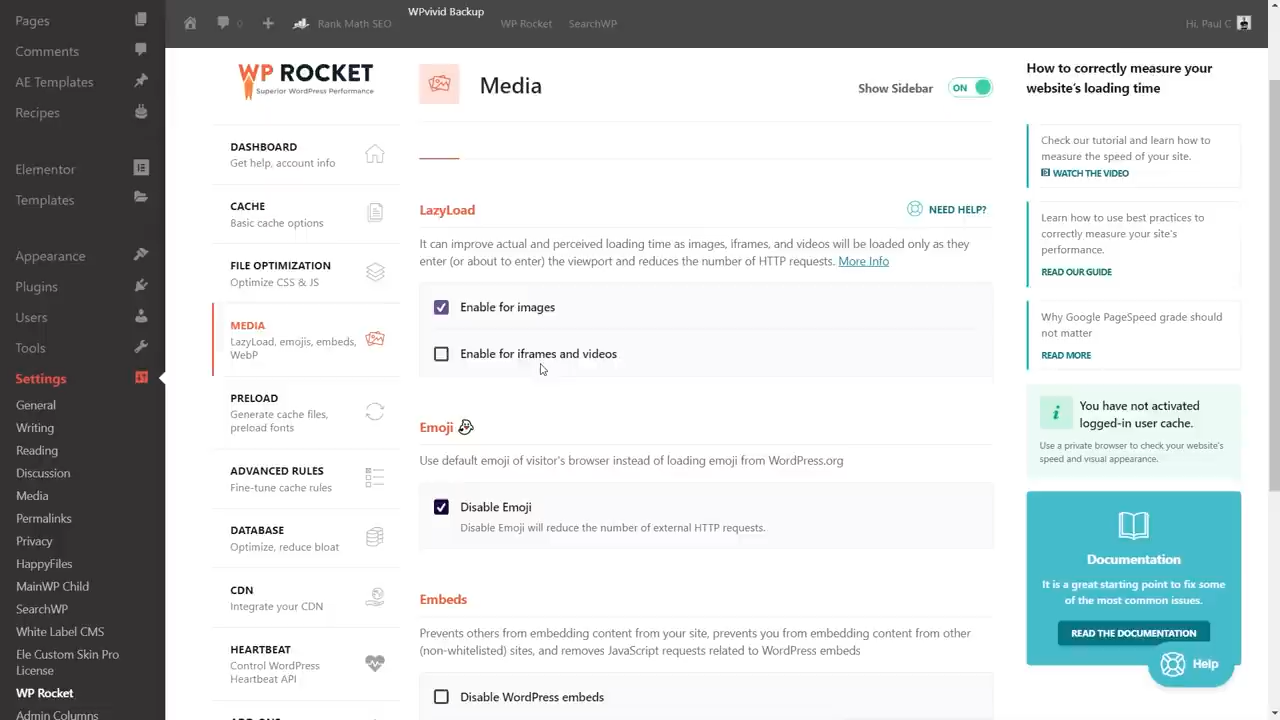 Pages
Comments
AE Templates
Recipes
Elementor
Templates
Appearance
Plugins
Users
Tools
Settings
General
Writing
Reading
Discussion
Media
Permalinks
Privacy
HappyFiles
MainWP Child
SearchWP
White Label CMS
Ele Custom Skin Pro
License
WP Rocket
Admin Columns
0
Rank Math SEO
WPvivid Backup
WP Rocket
SearchWP
Hi, Paul C
WP ROCKET
Superior WordPress Performance
DASHBOARD
Get help, account info
CACHE
Basic cache options
FILE OPTIMIZATION
Optimize CSS & JS
MEDIA
LazyLoad, emojis, embeds,
WebP
PRELOAD
Generate cache files,
preload fonts
ADVANCED RULES
Fine-tune cache rules
DATABASE
Optimize, reduce bloat
CDN
Integrate your CDN
HEARTBEAT
Control WordPress
Heartbeat API
Media
Show Sidebar
ON
LazyLoad
NEED HELP?
It can improve actual and perceived loading time as images, iframes, and videos will be loaded only as they
enter (or about to enter) the viewport and reduces the number of HTTP requests. More Info
Enable for images
Enable for iframes and videos
Emoji
Use default emoji of visitor's browser instead of loading emoji from WordPress.org
Disable Emoji
Disable Emoji will reduce the number of external HTTP requests.
Embeds
Prevents others from embedding content from your site, prevents you from embedding content from other
(non-whitelisted) sites, and removes JavaScript requests related to WordPress embeds
Disable WordPress embeds
How to correctly measure your
website's loading time
Check our tutorial and learn how to
measure the speed of your site.
WATCH THE VIDEO
Learn how to use best practices to
correctly measure your site's
performance.
READ OUR GUIDE
Why Google PageSpeed grade should
not matter
READ MORE
You have not activated
logged-in user cache.
Use a private browser to check your website's
speed and visual appearance.
Documentation
It is a great starting point to fix some
of the most common issues.
READ THE DOCUMENTATION
Help